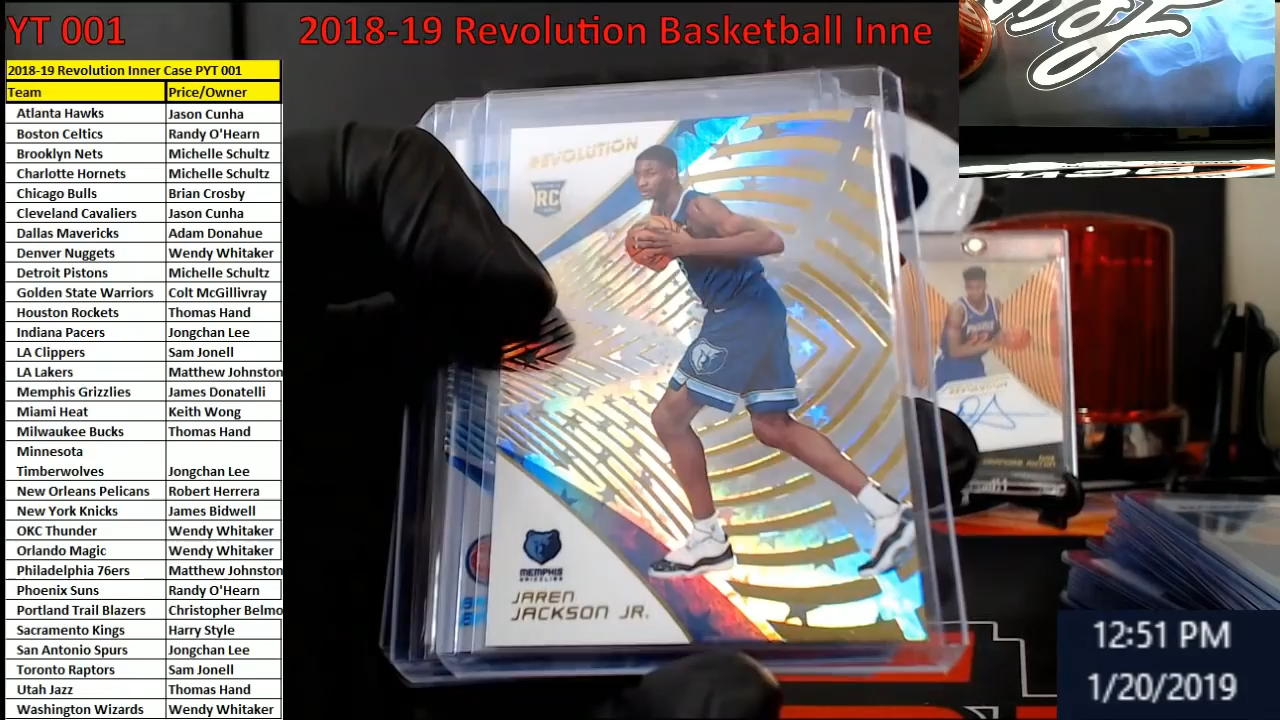 YT 001
2018-19 Revolution Basketball Inne
2018-19 Revolution Inner Case PYT 001
Team Price/Owner
Atlanta Hawks Jason Cunha
Boston Celtics Randy O'Hearn
Brooklyn Nets Michelle Schultz
Charlotte Hornets Michelle Schultz
Chicago Bulls Brian Crosby
Cleveland Cavaliers Jason Cunha
Dallas Mavericks Adam Donahue
Denver Nuggets Wendy Whitaker
Detroit Pistons Michelle Schultz
Golden State Warriors Colt McGillivray
Houston Rockets Thomas Hand
Indiana Pacers Jongchan Lee
LA Clippers Sam Jonell
LA Lakers Matthew Johnston
Memphis Grizzlies James Donatelli
Miami Heat Keith Wong
Milwaukee Bucks Thomas Hand
Minnesota
Timberwolves Jongchan Lee
New Orleans Pelicans Robert Herrera
New York Knicks James Bidwell
OKC Thunder Wendy Whitaker
Orlando Magic Wendy Whitaker
Philadelphia 76ers Matthew Johnston
Phoenix Suns Randy O'Hearn
Portland Trail Blazers Christopher Belmo
Sacramento Kings Harry Style
San Antonio Spurs Jongchan Lee
Toronto Raptors Sam Jonell
Utah Jazz Thomas Hand
Washington Wizards Wendy Whitaker
REVOLUTION
RC
MEMPHIS
GRIZZLIES
JAREN
JACKSON JR.
12:51 PM
1/20/2019